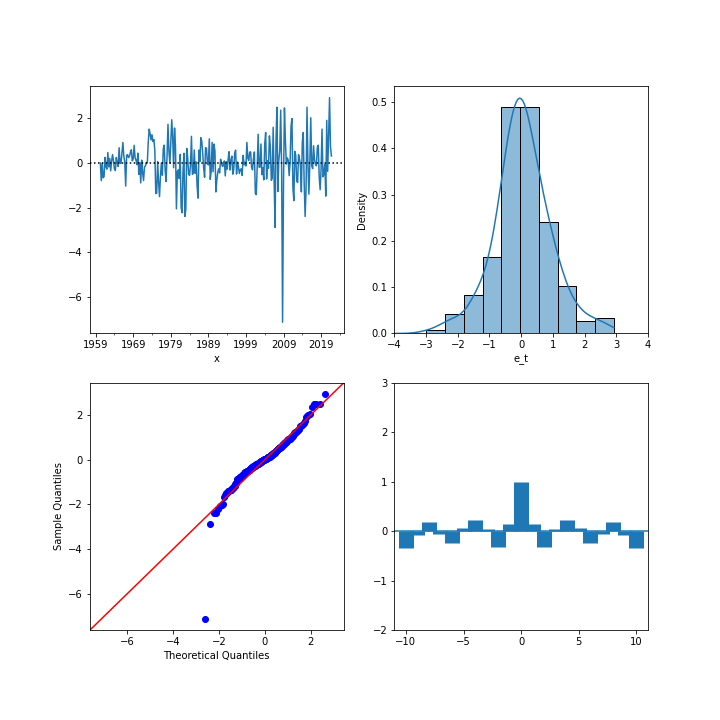 2
0
−2
−4
−6
1959 1969 1979 1989 1999 2009 2019
x
Density
0.5
0.4
0.3
0.2
0.1
0.0
−4 −3 −2 −1 0 1 2 3 4
e_t
Sample Quantiles
2
0
−2
−4
−6
−6 −4 −2 0 2
Theoretical Quantiles
3
2
1
0
−1
−2
−10 −5 0 5 10